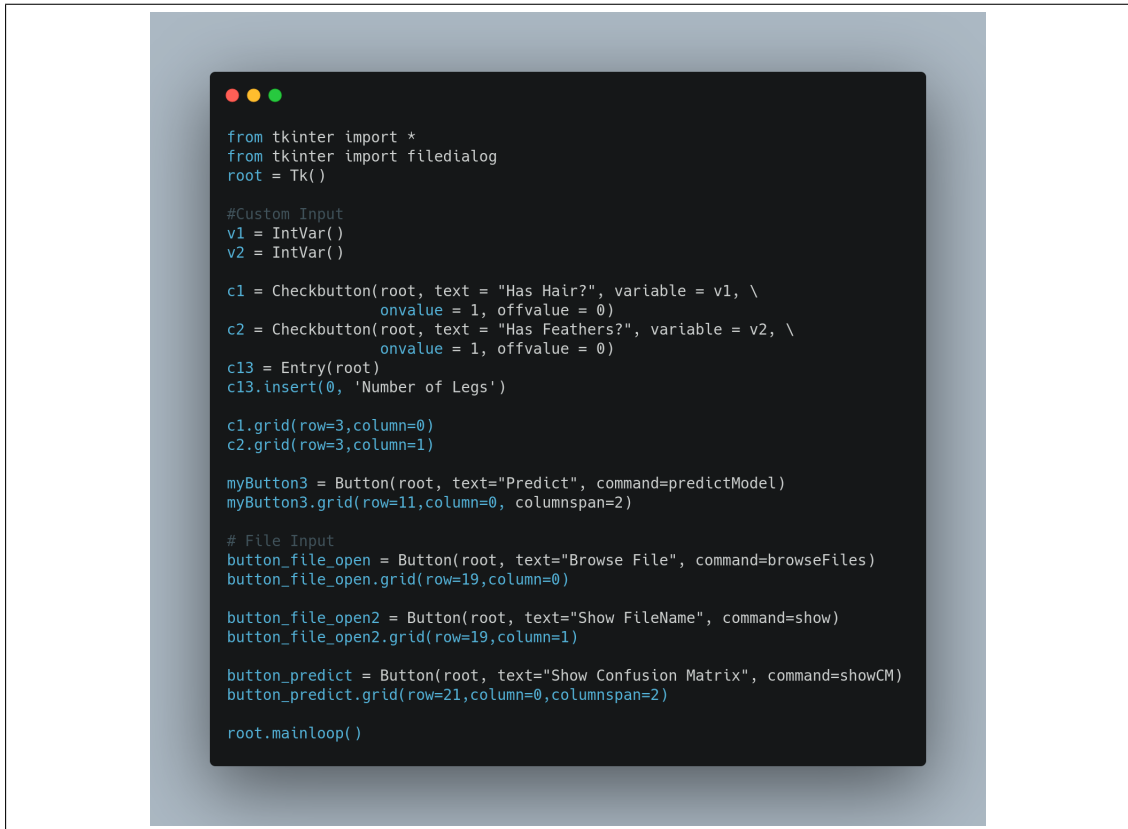 from tkinter import *
from tkinter import filedialog
root = Tk()
#Custom Input
v1 = IntVar()
v2 = IntVar()
c1 = Checkbutton(root, text = "Has Hair?", variable = v1, \
onvalue = 1, offvalue = 0)
c2 = Checkbutton(root, text = "Has Feathers?", variable = v2, \
onvalue = 1, offvalue = 0)
c13 = Entry(root)
c13.insert(0, 'Number of Legs')
c1.grid(row=3,column=0)
c2.grid(row=3,column=1)
myButton3 = Button(root, text="Predict", command=predictModel)
myButton3.grid(row=11,column=0, columnspan=2)
# File Input
button_file_open = Button(root, text="Browse File", command=browseFiles)
button_file_open.grid(row=19,column=0)
button_file_open2 = Button(root, text="Show FileName", command=show)
button_file_open2.grid(row=19,column=1)
button_predict = Button(root, text="Show Confusion Matrix", command=showCM)
button_predict.grid(row=21,column=0,columnspan=2)
root.mainloop()